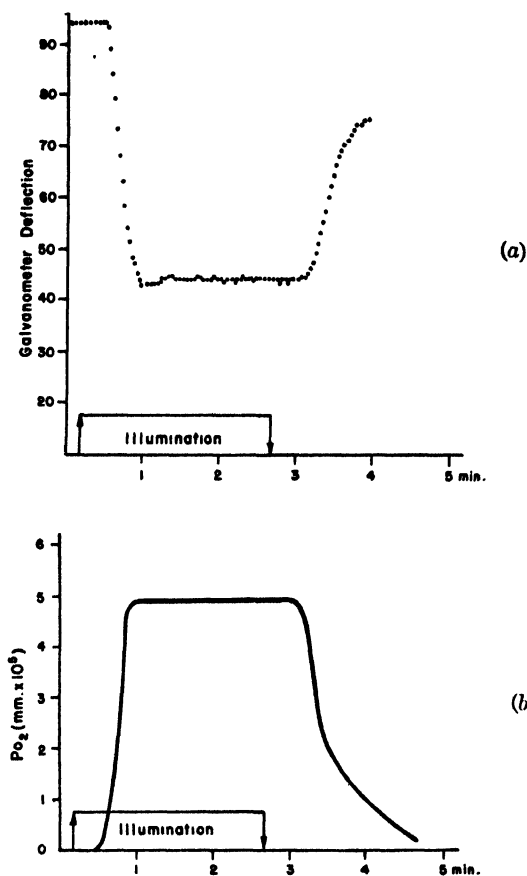 90
80
70
60
50
40
30
20
Galvanometer Deflection
Illumination
1 2 3 4 5 min.
(a)
6
5
4
3
2
1
0
Po₂ (mm. x 10⁵)
Illumination
1 2 3 4 5 min.
(b